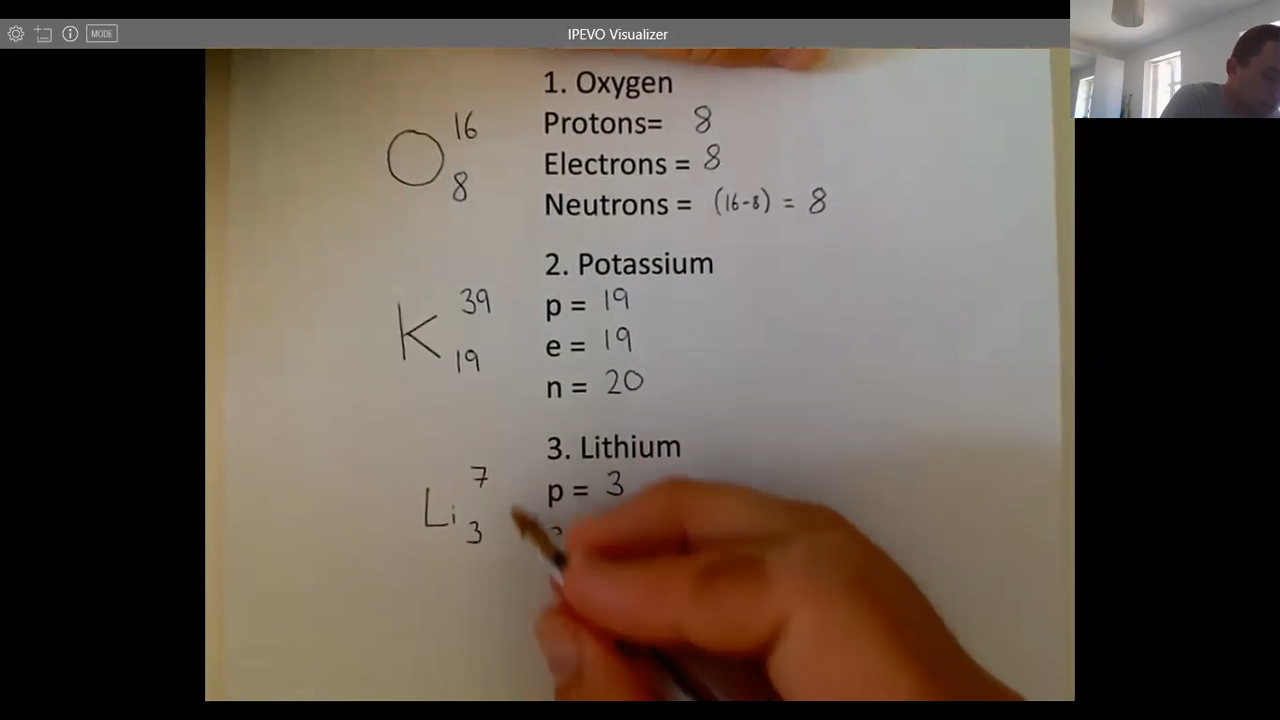 MODE
IPEVO Visualizer
1. Oxygen
O 16 8
Protons= 8
Electrons = 8
Neutrons = (16-8) = 8
2. Potassium
K 39 19
p = 19
e = 19
n = 20
3. Lithium
Li 7 3
p = 3